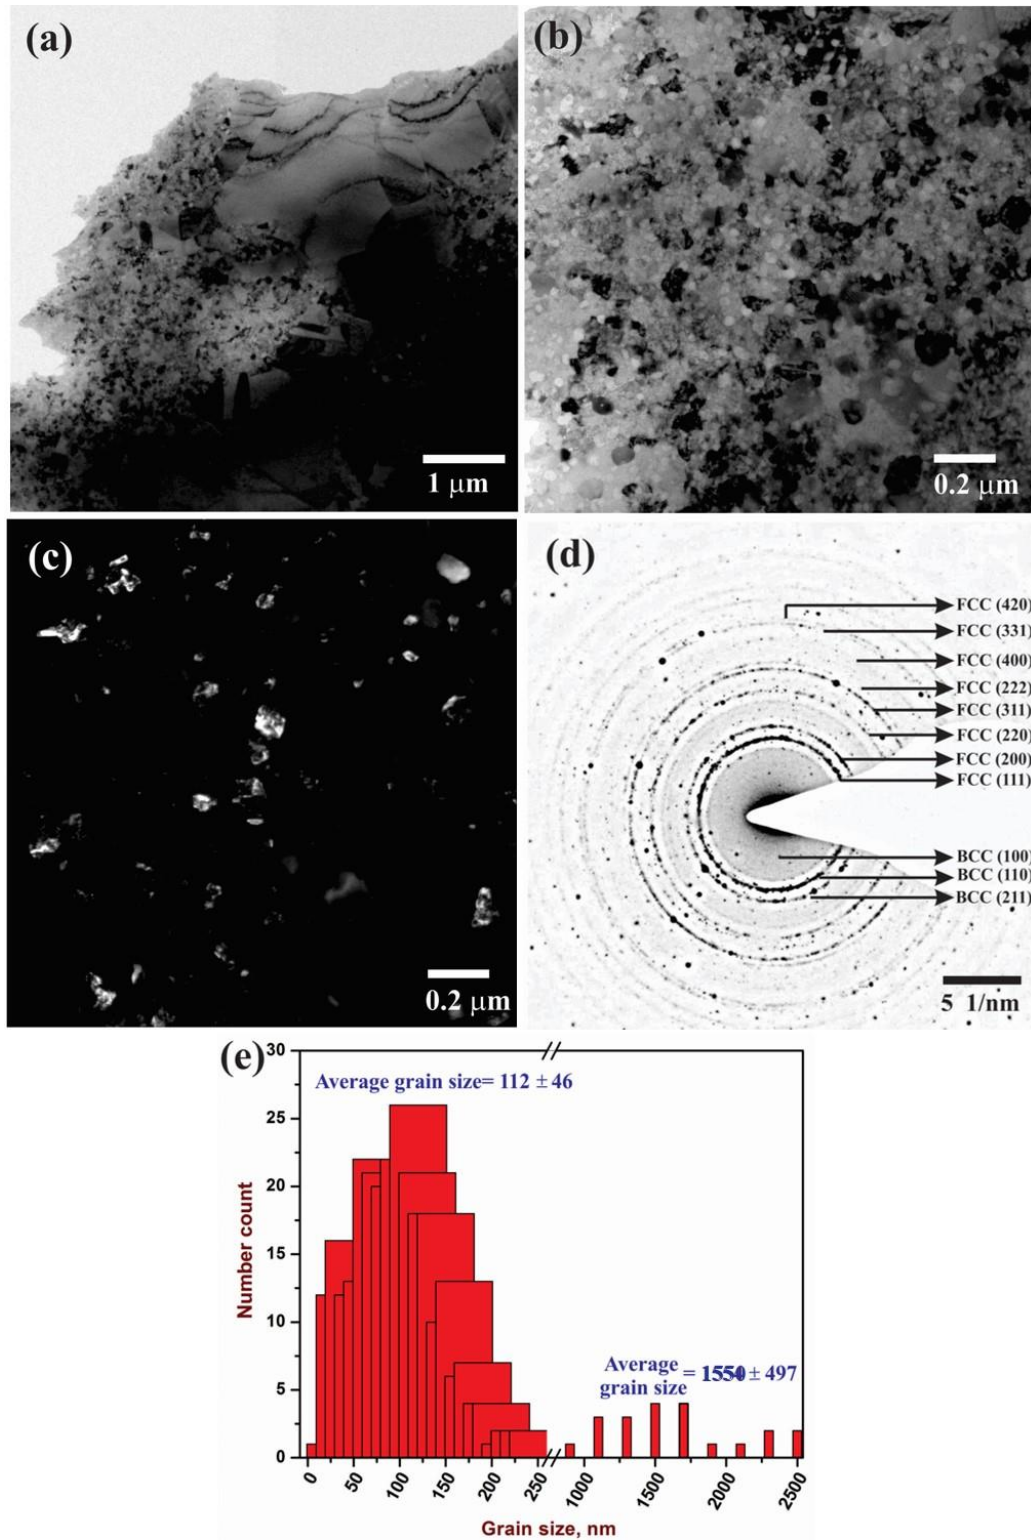 (a)
1 μm
(b)
0.2 μm
(c)
0.2 μm
(d)
FCC (420)
FCC (331)
FCC (400)
FCC (222)
FCC (311)
FCC (220)
FCC (200)
FCC (111)
BCC (100)
BCC (110)
BCC (211)
5 1/nm
(e)
Average grain size= 112 ± 46
Average
grain size
= 1550 ± 497
Number count
30
25
20
15
10
5
0
0
50
100
150
200
250
1000
1500
2000
2500
Grain size, nm